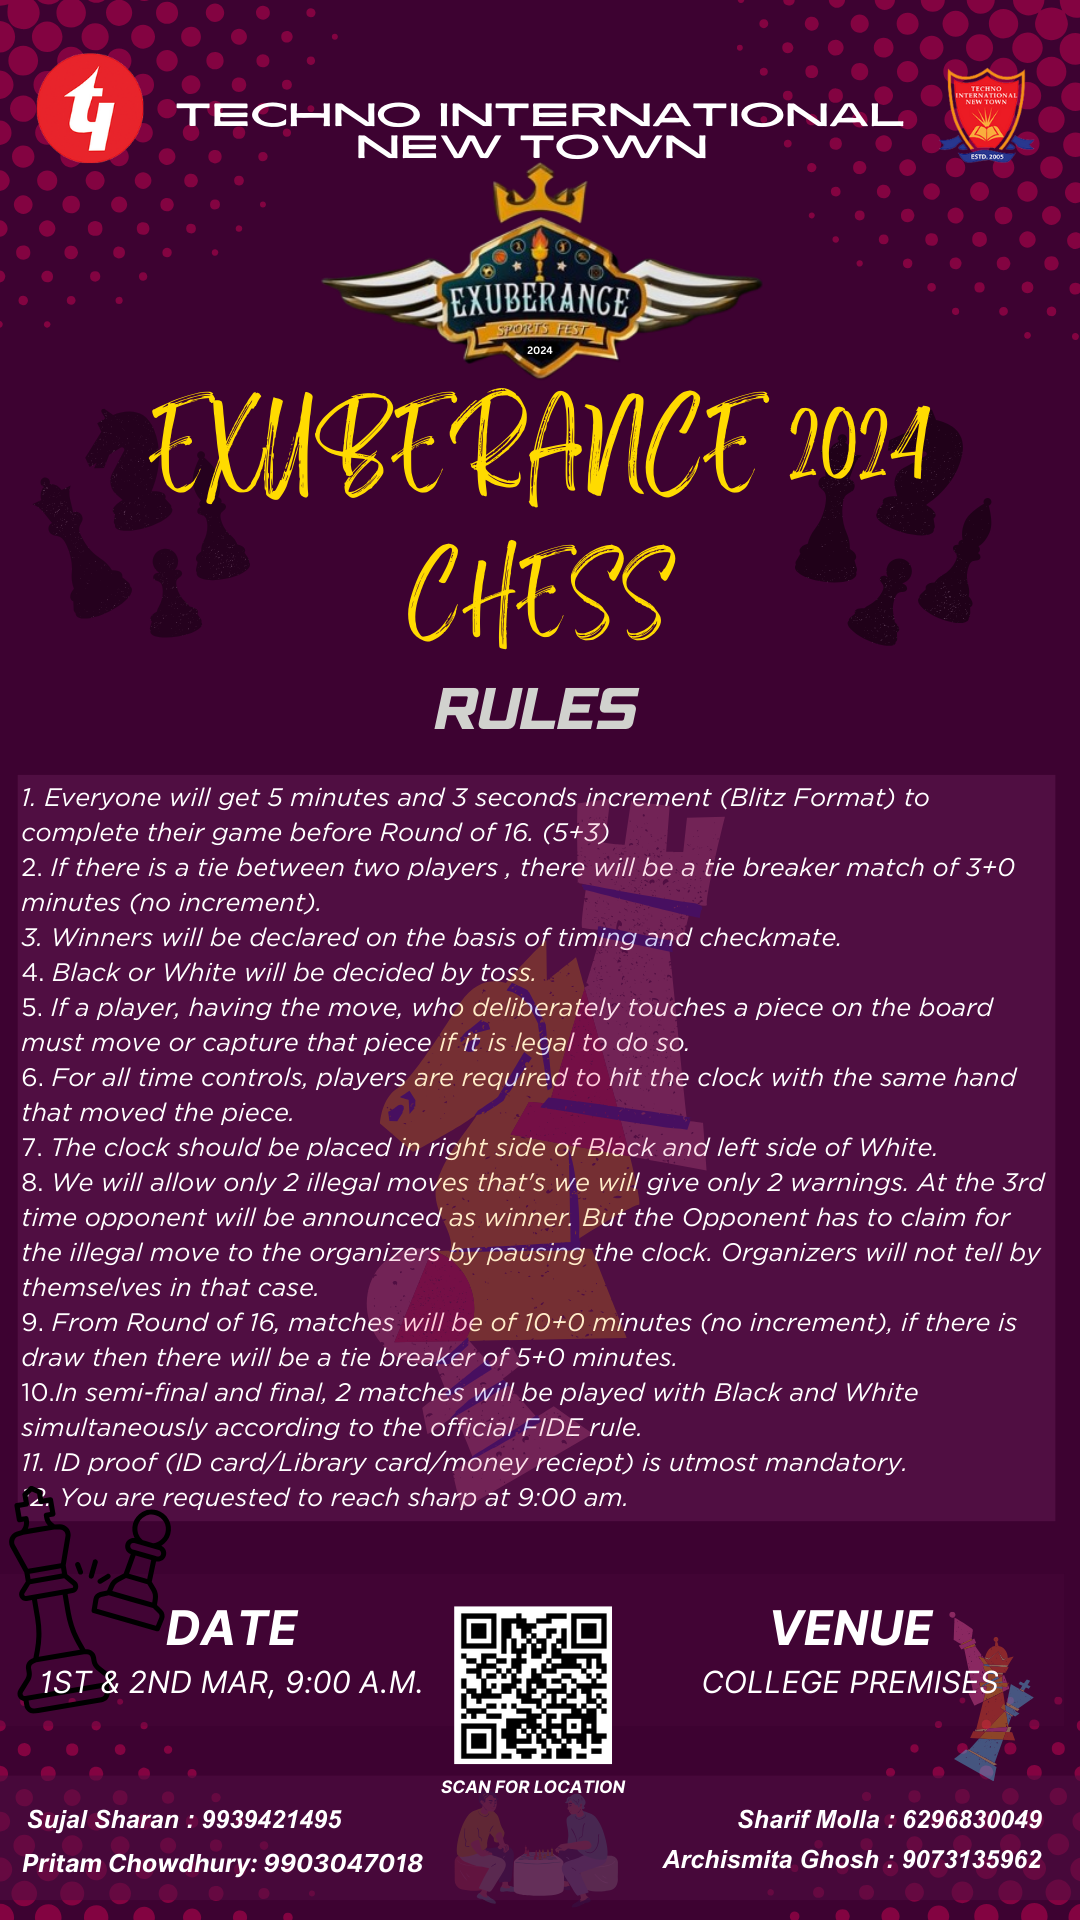 TECHNO INTERNATIONAL
NEW TOWN
TECHNO
INTERNATIONAL
NEW TOWN
ESTD. 2005
EXUBERANCE
SPORTS FEST
2024
EXUBERANCE 2024
CHESS
RULES
1. Everyone will get 5 minutes and 3 seconds increment (Blitz Format) to
complete their game before Round of 16. (5+3)
2. If there is a tie between two players , there will be a tie breaker match of 3+0
minutes (no increment).
3. Winners will be declared on the basis of timing and checkmate.
4. Black or White will be decided by toss.
5. If a player, having the move, who deliberately touches a piece on the board
must move or capture that piece if it is legal to do so.
6. For all time controls, players are required to hit the clock with the same hand
that moved the piece.
7. The clock should be placed in right side of Black and left side of White.
8. We will allow only 2 illegal moves that's we will give only 2 warnings. At the 3rd
time opponent will be announced as winner. But the Opponent has to claim for
the illegal move to the organizers by pausing the clock. Organizers will not tell by
themselves in that case.
9. From Round of 16, matches will be of 10+0 minutes (no increment), if there is
draw then there will be a tie breaker of 5+0 minutes.
10.In semi-final and final, 2 matches will be played with Black and White
simultaneously according to the official FIDE rule.
11. ID proof (ID card/Library card/money reciept) is utmost mandatory.
12. You are requested to reach sharp at 9:00 am.
DATE
1ST & 2ND MAR, 9:00 A.M.
VENUE
COLLEGE PREMISES
SCAN FOR LOCATION
Sujal Sharan : 9939421495
Pritam Chowdhury: 9903047018
Sharif Molla : 6296830049
Archismita Ghosh : 9073135962